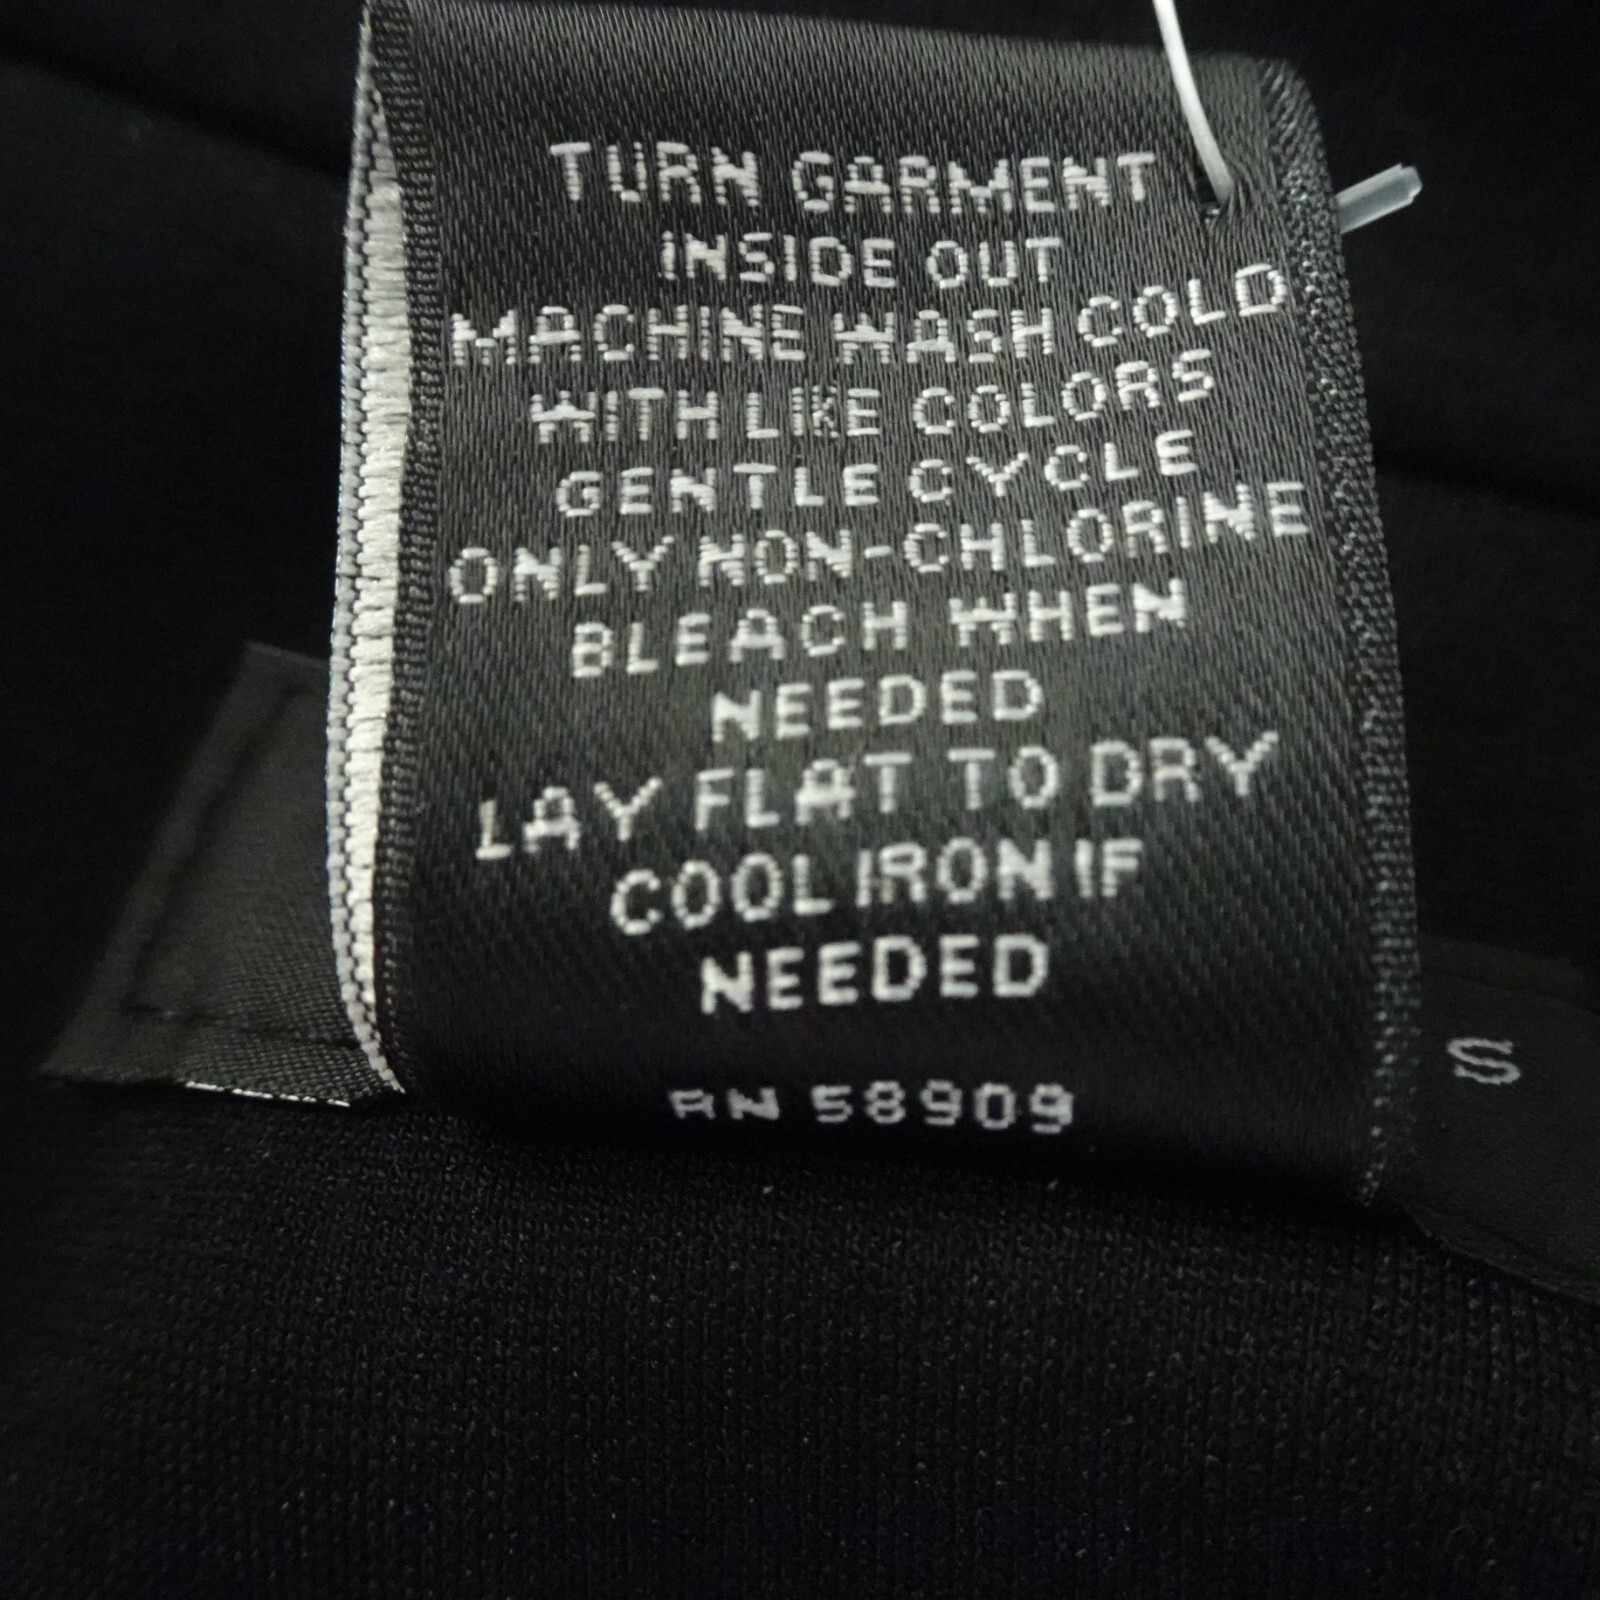 TURN GARMENT
INSIDE OUT
MACHINE WASH COLD
WITH LIKE COLORS
GENTLE CYCLE
ONLY NON-CHLORINE
BLEACH WHEN
NEEDED
LAY FLAT TO DRY
COOL IRON IF
NEEDED
RN 58909
S